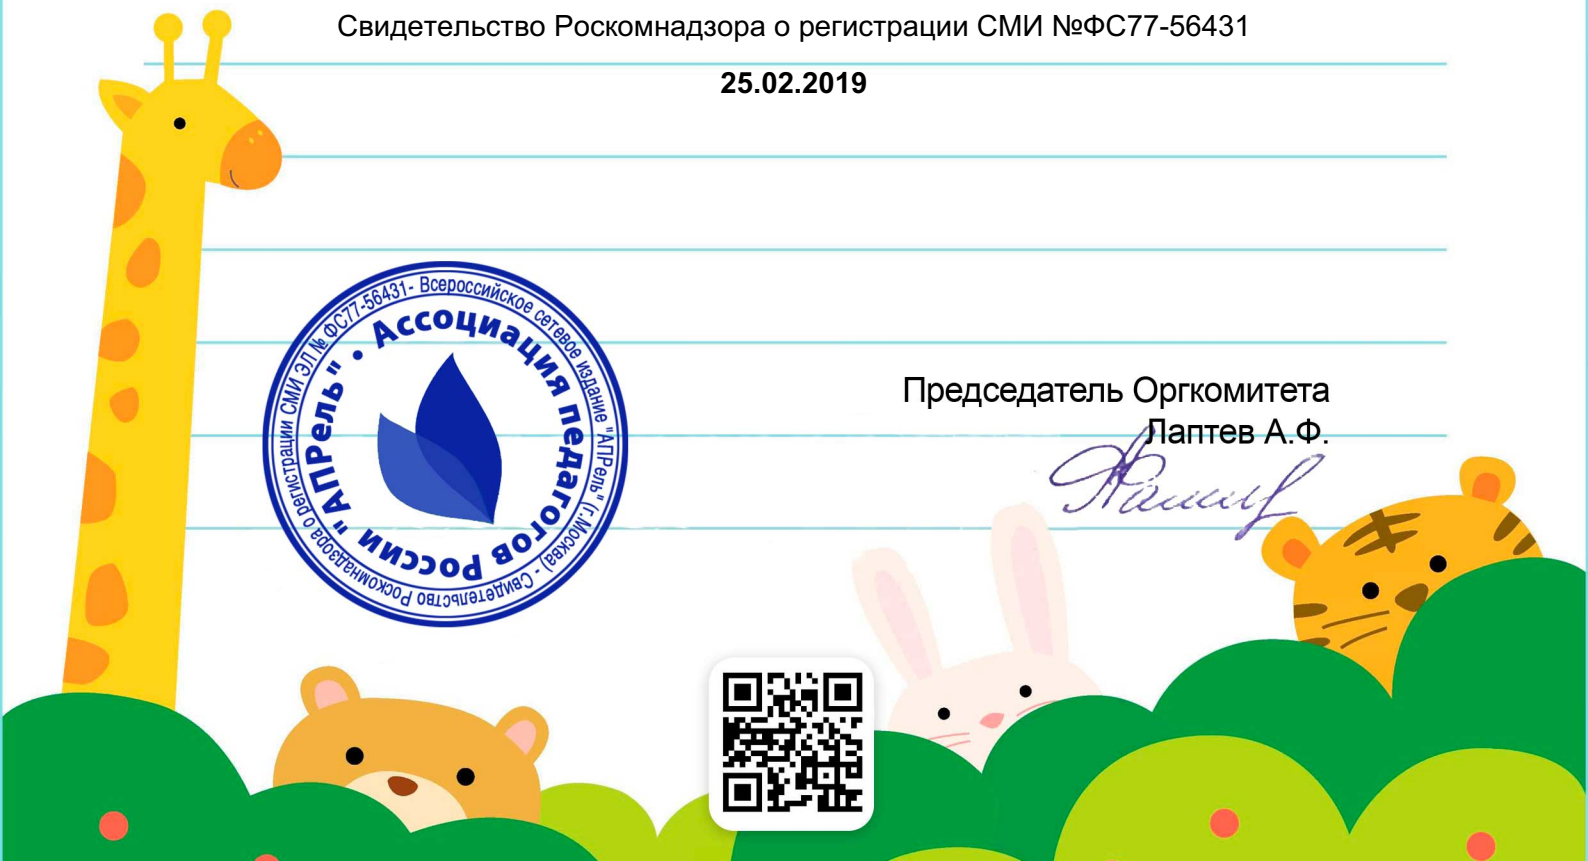 Свидетельство Роскомнадзора о регистрации СМИ №ФС77-56431
25.02.2019
Свидетельство Роскомнадзора о регистрации СМИ ЭЛ № ФС77-56431- Всероссийское сетевое издание "АПРель" (г.Москва) -
Ассоциация педагогов России "АПРель" •
Председатель Оргкомитета
Лаптев А.Ф.